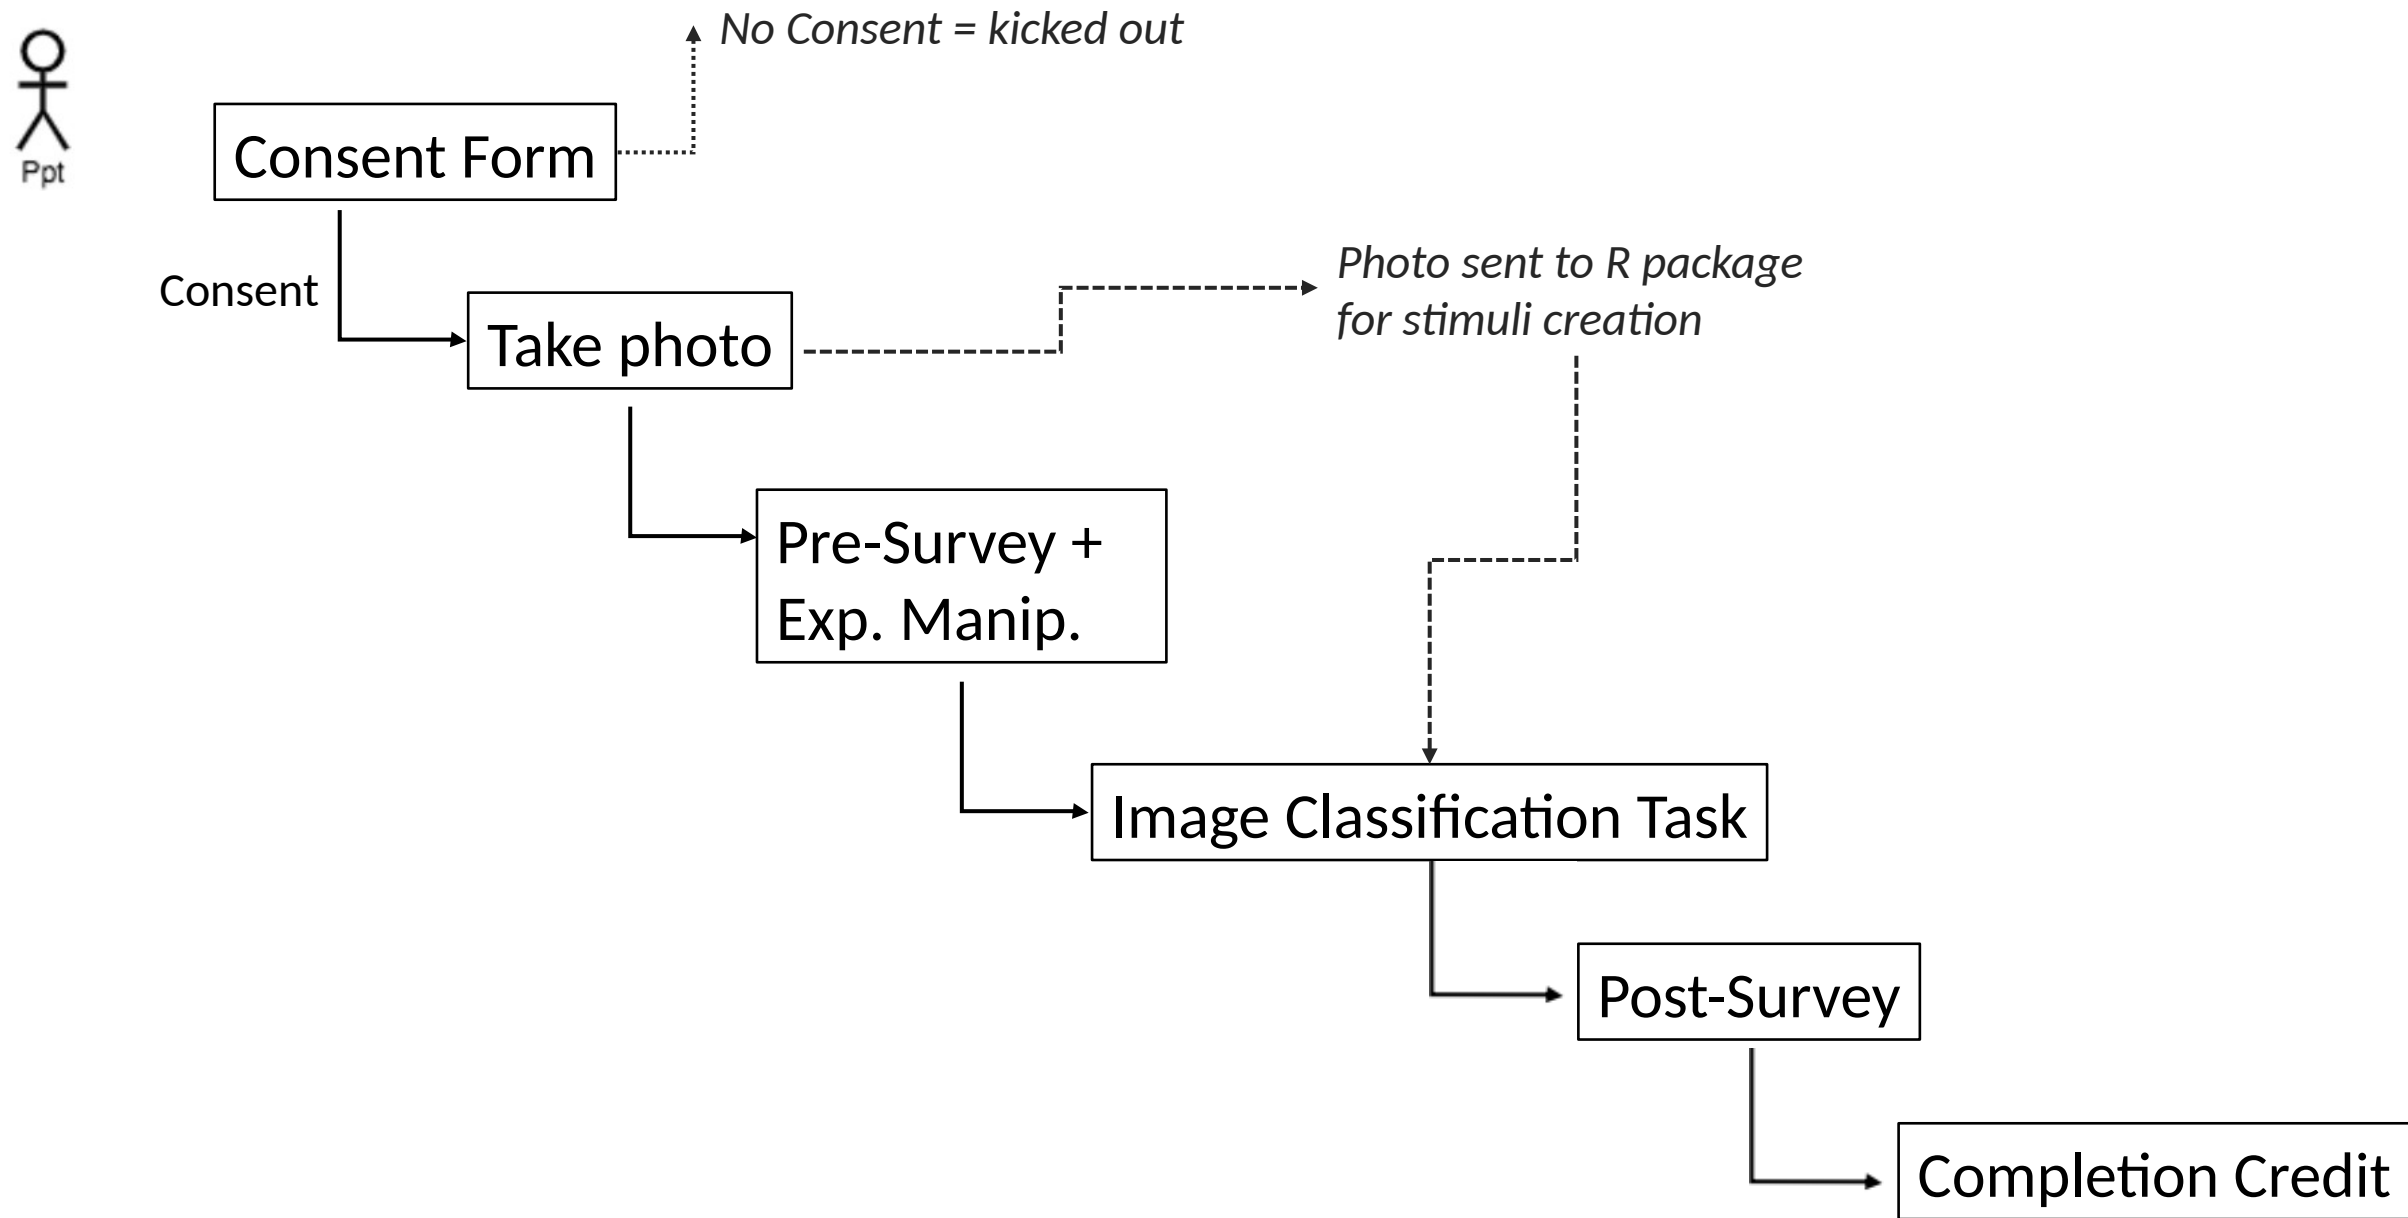 No Consent = kicked out
Ppt
Consent Form
Consent
Photo sent to R package
for stimuli creation
Take photo
Pre-Survey +
Exp. Manip.
Image Classification Task
Post-Survey
Completion Credit